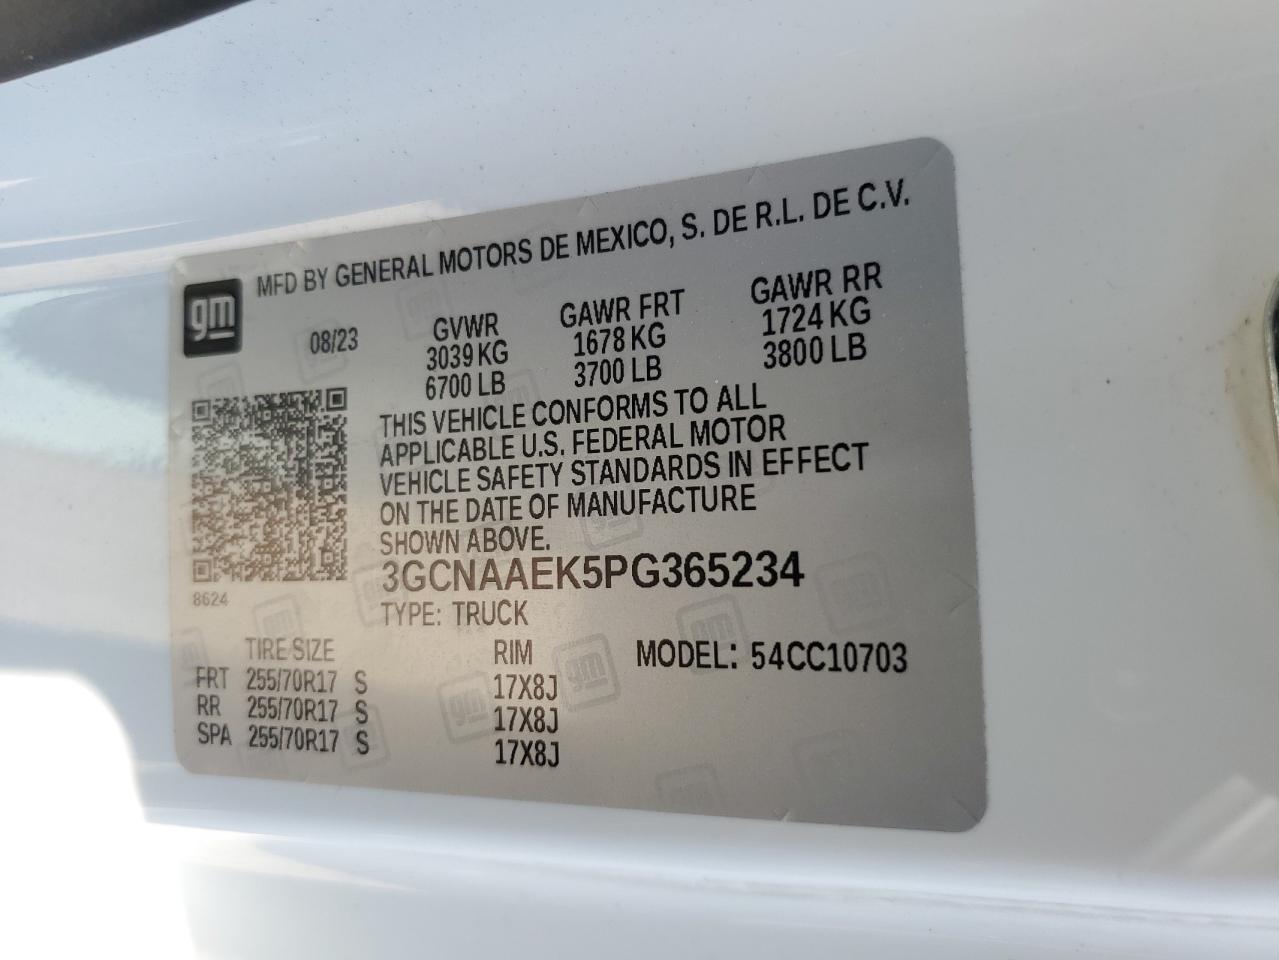 gm
MFD BY GENERAL MOTORS DE MEXICO, S. DE R.L. DE C.V.
08/23 GVWR GAWR FRT GAWR RR
3039 KG 1678 KG 1724 KG
6700 LB 3700 LB 3800 LB
THIS VEHICLE CONFORMS TO ALL
APPLICABLE U.S. FEDERAL MOTOR
VEHICLE SAFETY STANDARDS IN EFFECT
ON THE DATE OF MANUFACTURE
SHOWN ABOVE.
3GCNAAEK5PG365234
8624
TYPE: TRUCK
TIRE SIZE RIM MODEL: 54CC10703
FRT 255/70R17 S 17X8J
RR 255/70R17 S 17X8J
SPA 255/70R17 S 17X8J